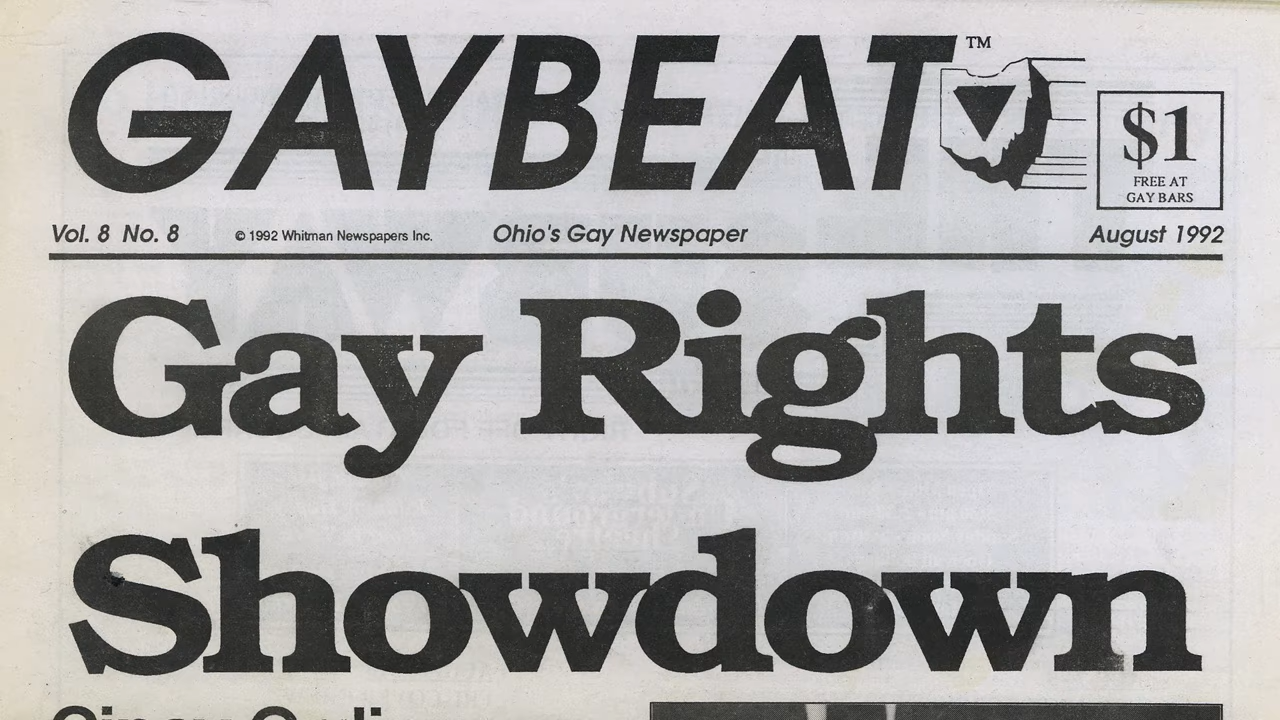 GAYBEAT™
$1
FREE AT
GAY BARS
Vol. 8 No. 8
© 1992 Whitman Newspapers Inc.
Ohio's Gay Newspaper
August 1992
Gay Rights
Showdown